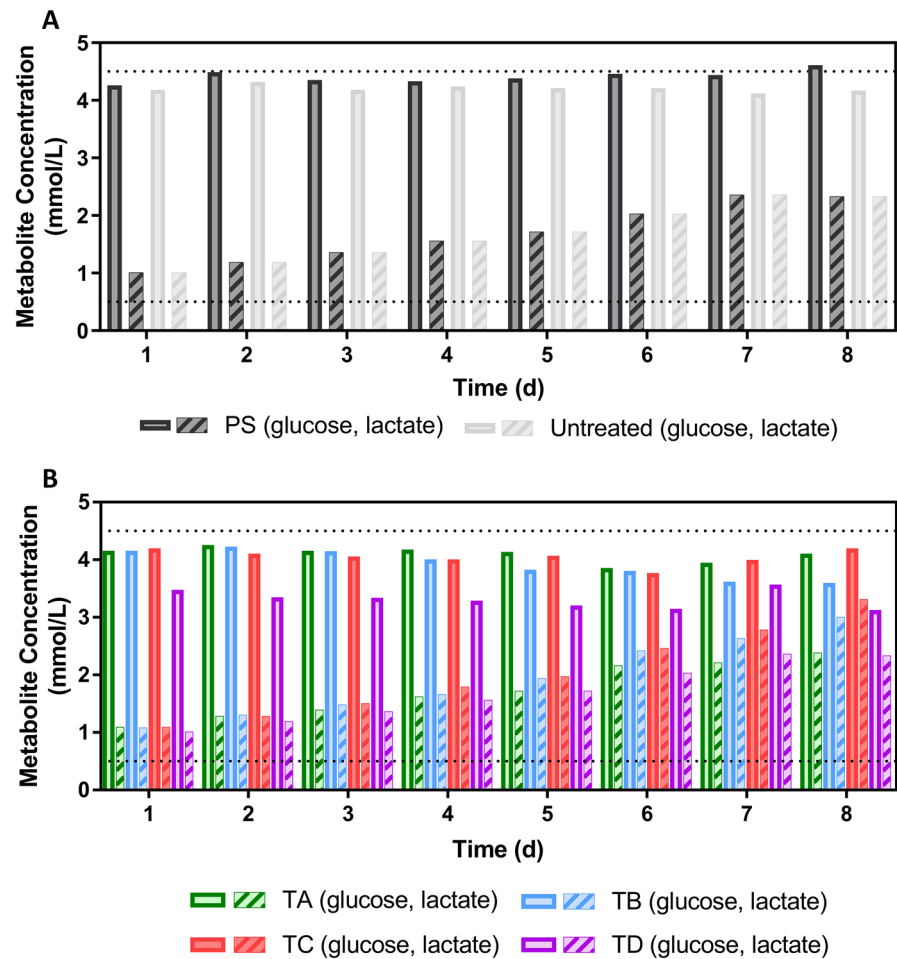 A
Metabolite Concentration
(mmol/L)
5
4
3
2
1
0
1 2 3 4 5 6 7 8
Time (d)
PS (glucose, lactate) Untreated (glucose, lactate)
B
Metabolite Concentration
(mmol/L)
5
4
3
2
1
0
1 2 3 4 5 6 7 8
Time (d)
TA (glucose, lactate) TB (glucose, lactate)
TC (glucose, lactate) TD (glucose, lactate)